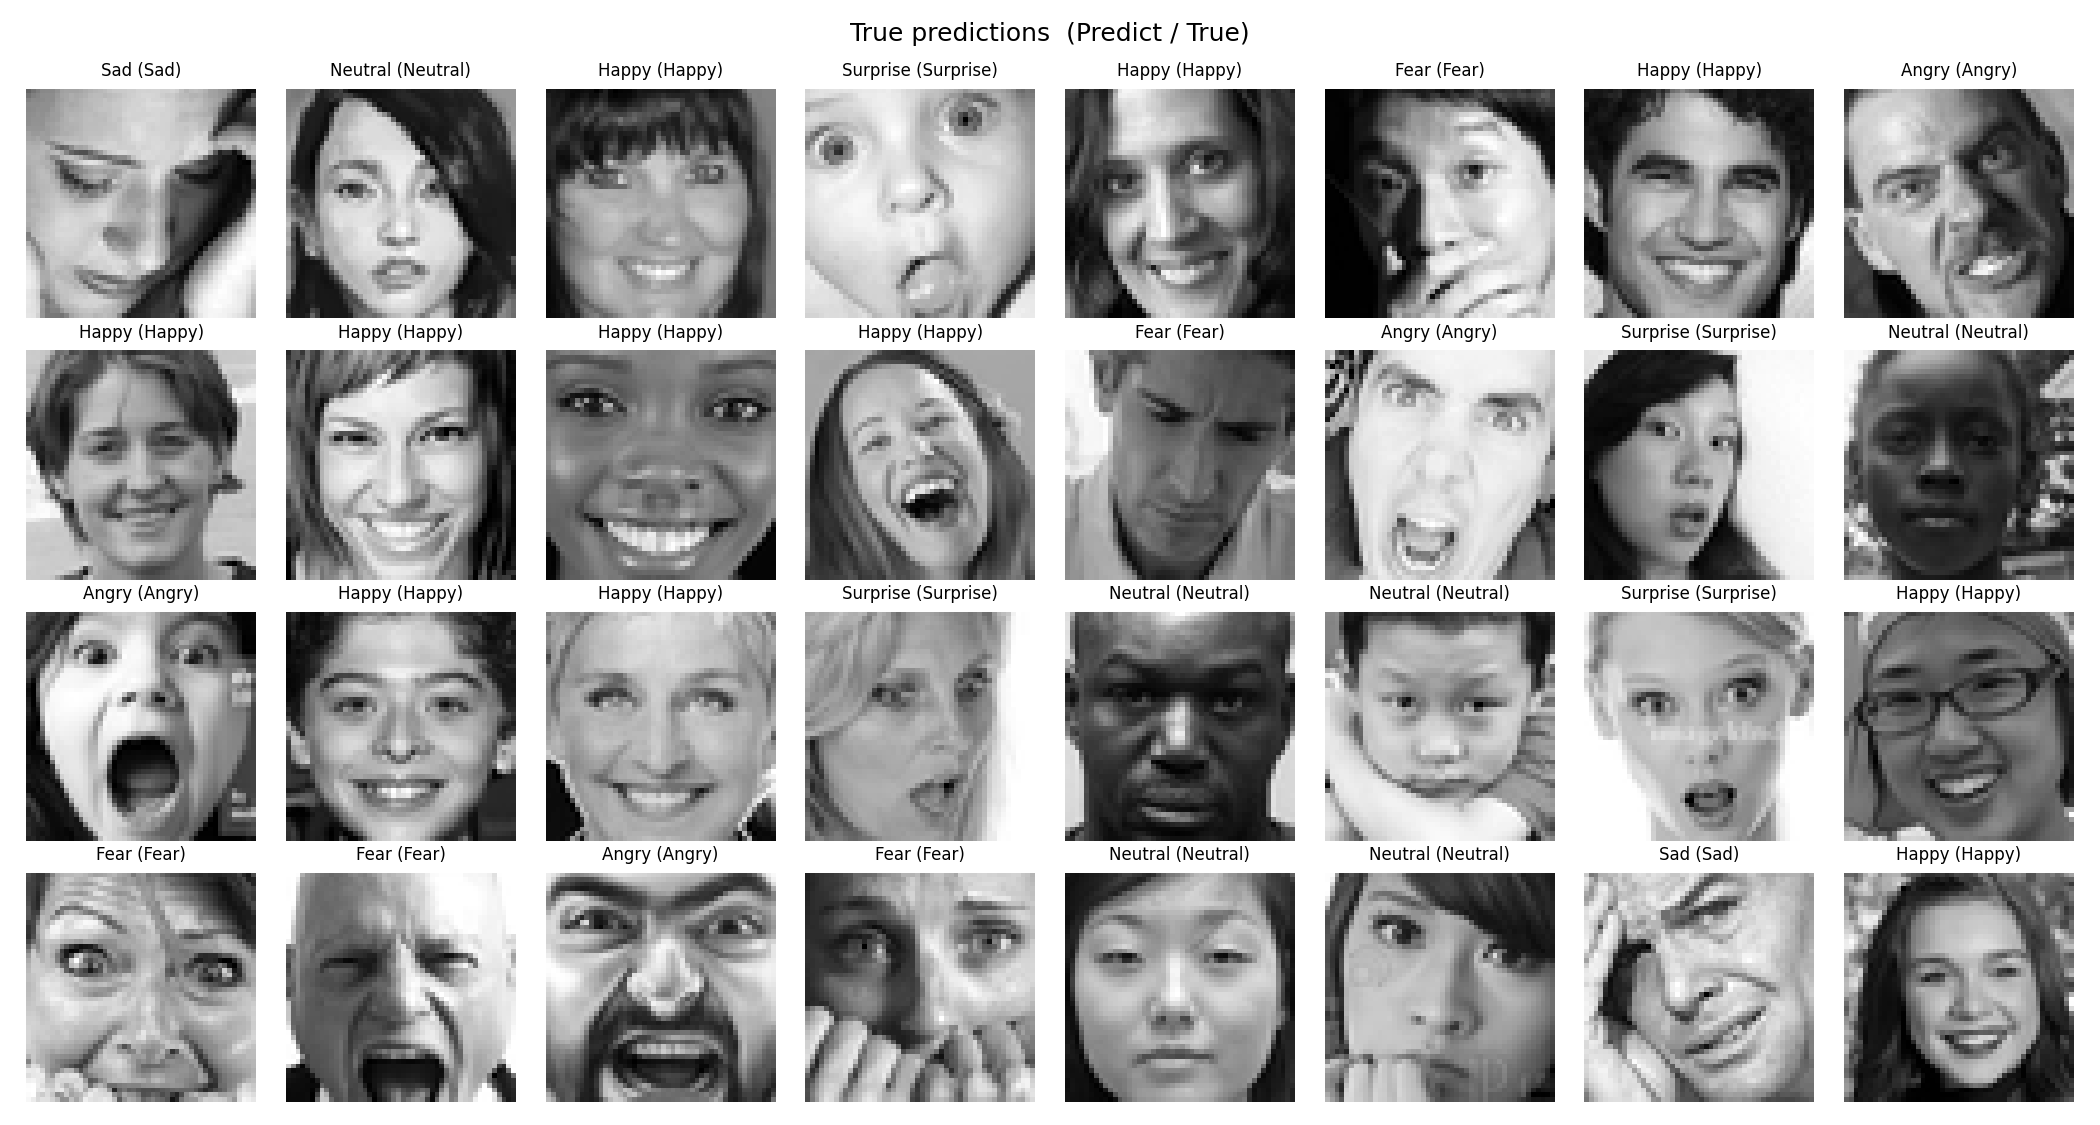 True predictions  (Predict / True)
Sad (Sad) Neutral (Neutral) Happy (Happy) Surprise (Surprise) Happy (Happy) Fear (Fear) Happy (Happy) Angry (Angry)
Happy (Happy) Happy (Happy) Happy (Happy) Happy (Happy) Fear (Fear) Angry (Angry) Surprise (Surprise) Neutral (Neutral)
Angry (Angry) Happy (Happy) Happy (Happy) Surprise (Surprise) Neutral (Neutral) Neutral (Neutral) Surprise (Surprise) Happy (Happy)
Fear (Fear) Fear (Fear) Angry (Angry) Fear (Fear) Neutral (Neutral) Neutral (Neutral) Sad (Sad) Happy (Happy)